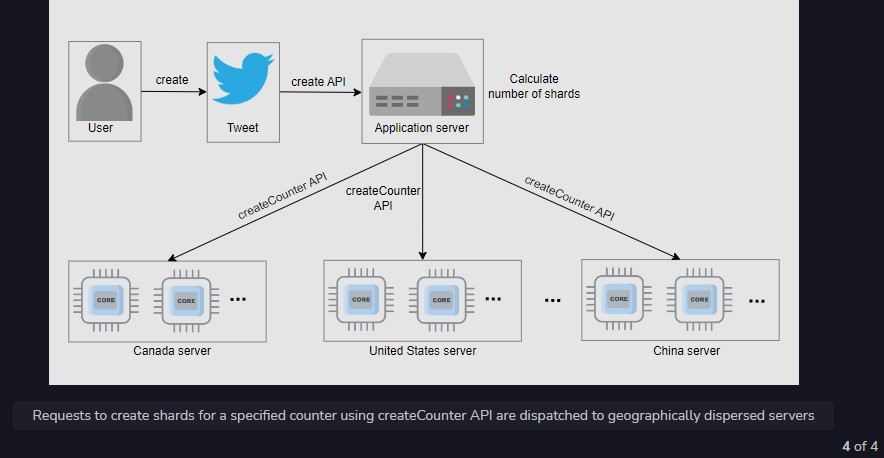 create
create API
Calculate
number of shards
User
Tweet
Application server
createCounter API
createCounter
API
createCounter API
CORE
CORE
...
CORE
CORE
...
...
CORE
CORE
...
Canada server
United States server
China server
Requests to create shards for a specified counter using createCounter API are dispatched to geographically dispersed servers
4 of 4